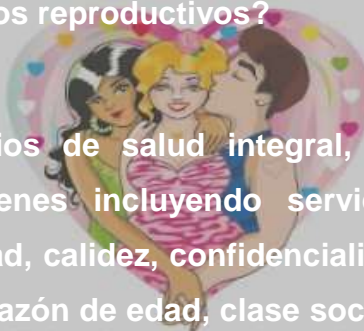 os reproductivos?
ios de salud integral,
enes incluyendo servi
ad, calidez, confidenciali
azón de edad, clase soc